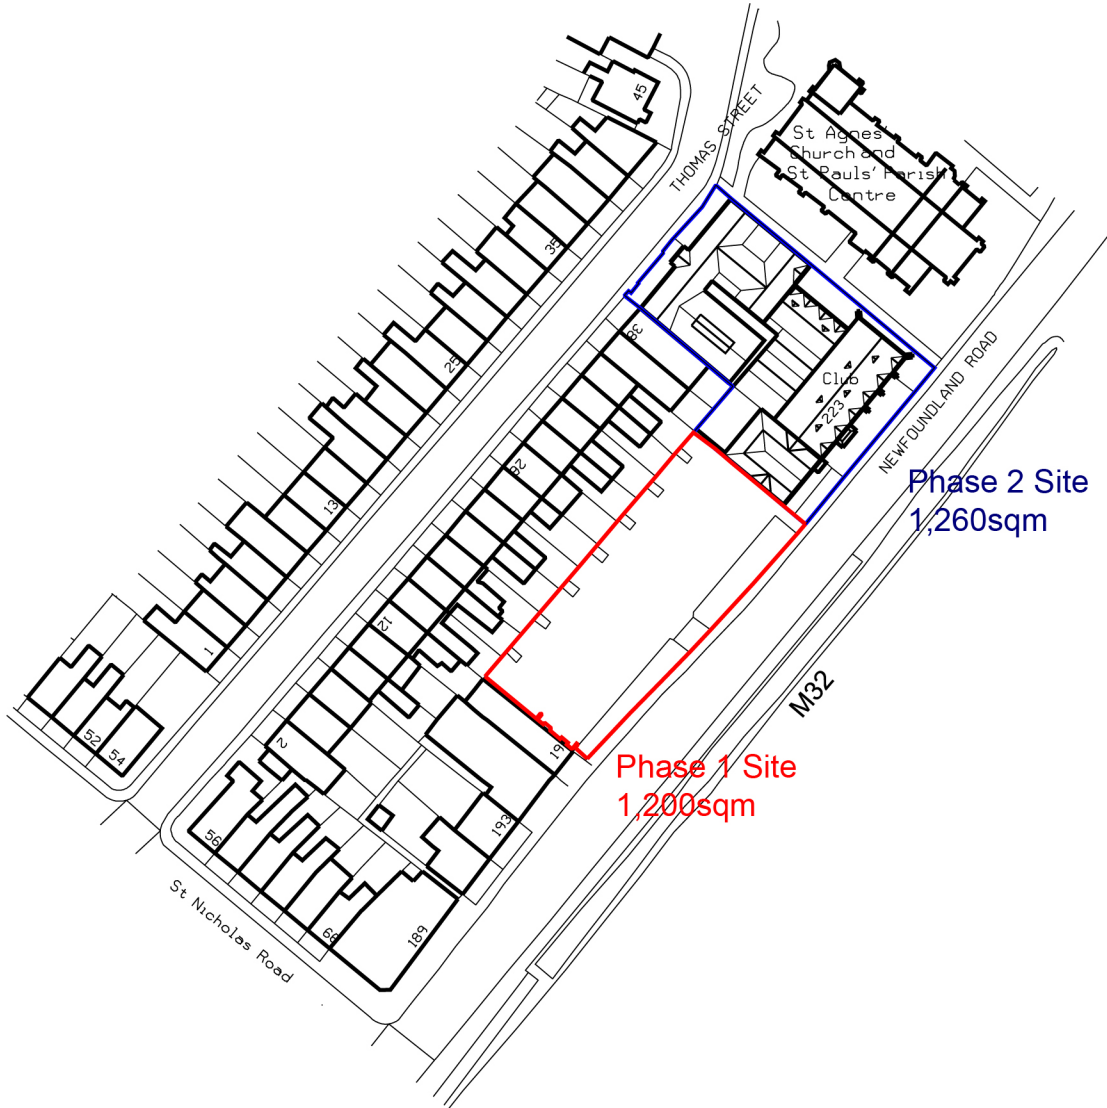 45
THOMAS STREET
St Agnes'
Church and
St Pauls' Parish
Centre
35
38
25
NEWFOUNDLAND ROAD
Club
223
26
Phase 2 Site
1,260sqm
13
12
1
M32
2
52
54
19
Phase 1 Site
1,200sqm
193
56
St Nicholas Road
66
189